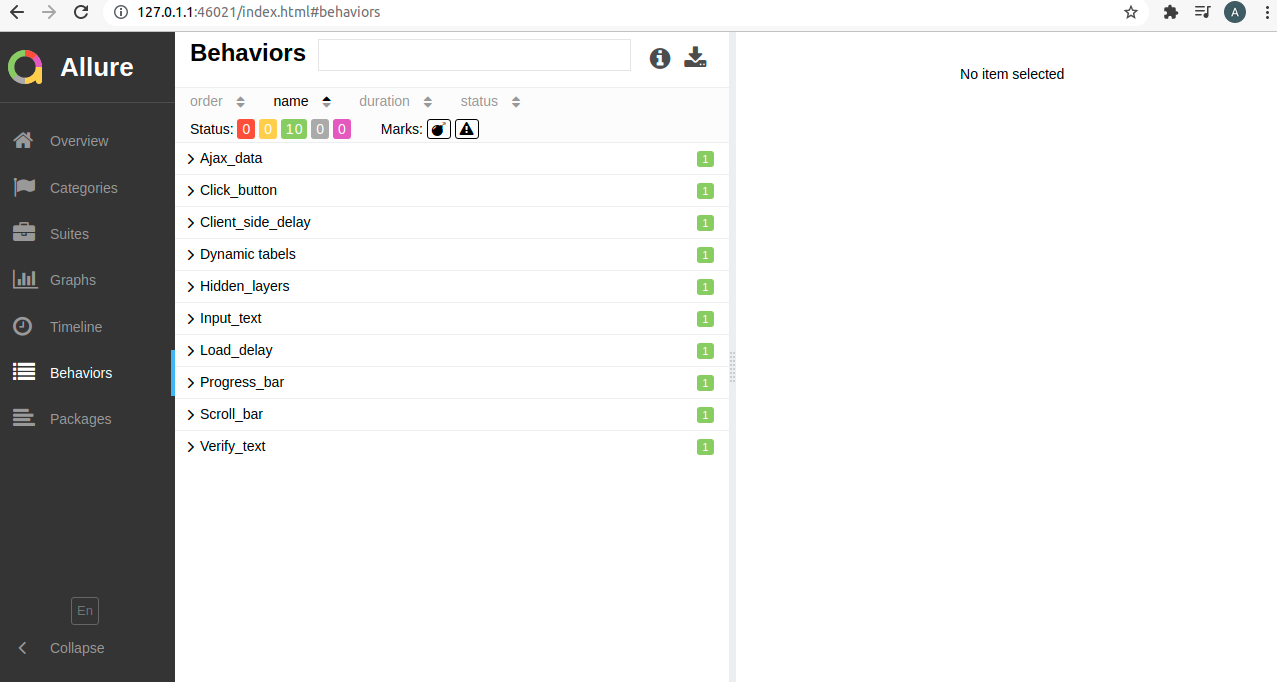 127.0.1.1:46021/index.html#behaviors
A
Allure
Overview
Categories
Suites
Graphs
Timeline
Behaviors
Packages
En
Collapse
Behaviors
order name duration status
Status: 0 0 10 0 0 Marks:
Ajax_data 1
Click_button 1
Client_side_delay 1
Dynamic tabels 1
Hidden_layers 1
Input_text 1
Load_delay 1
Progress_bar 1
Scroll_bar 1
Verify_text 1
No item selected